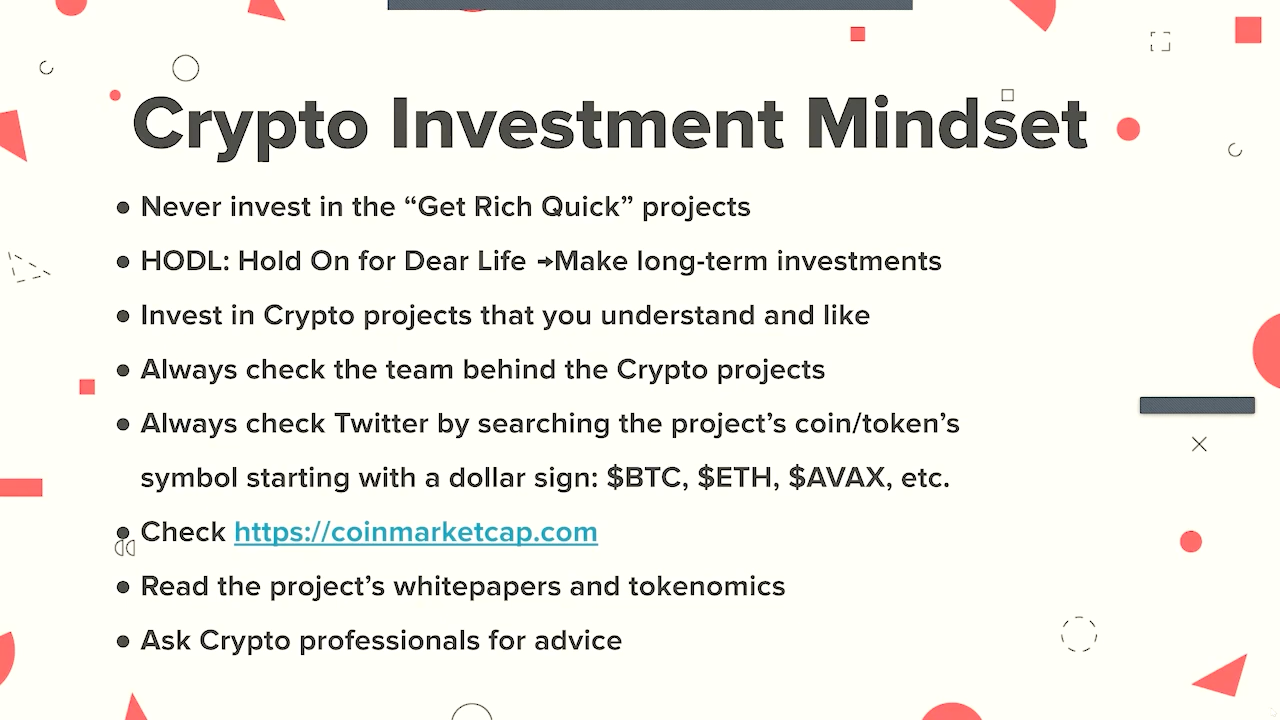 Crypto Investment Mindset
● Never invest in the “Get Rich Quick” projects
● HODL: Hold On for Dear Life →Make long-term investments
● Invest in Crypto projects that you understand and like
● Always check the team behind the Crypto projects
● Always check Twitter by searching the project’s coin/token’s
symbol starting with a dollar sign: $BTC, $ETH, $AVAX, etc.
● Check https://coinmarketcap.com
● Read the project’s whitepapers and tokenomics
● Ask Crypto professionals for advice